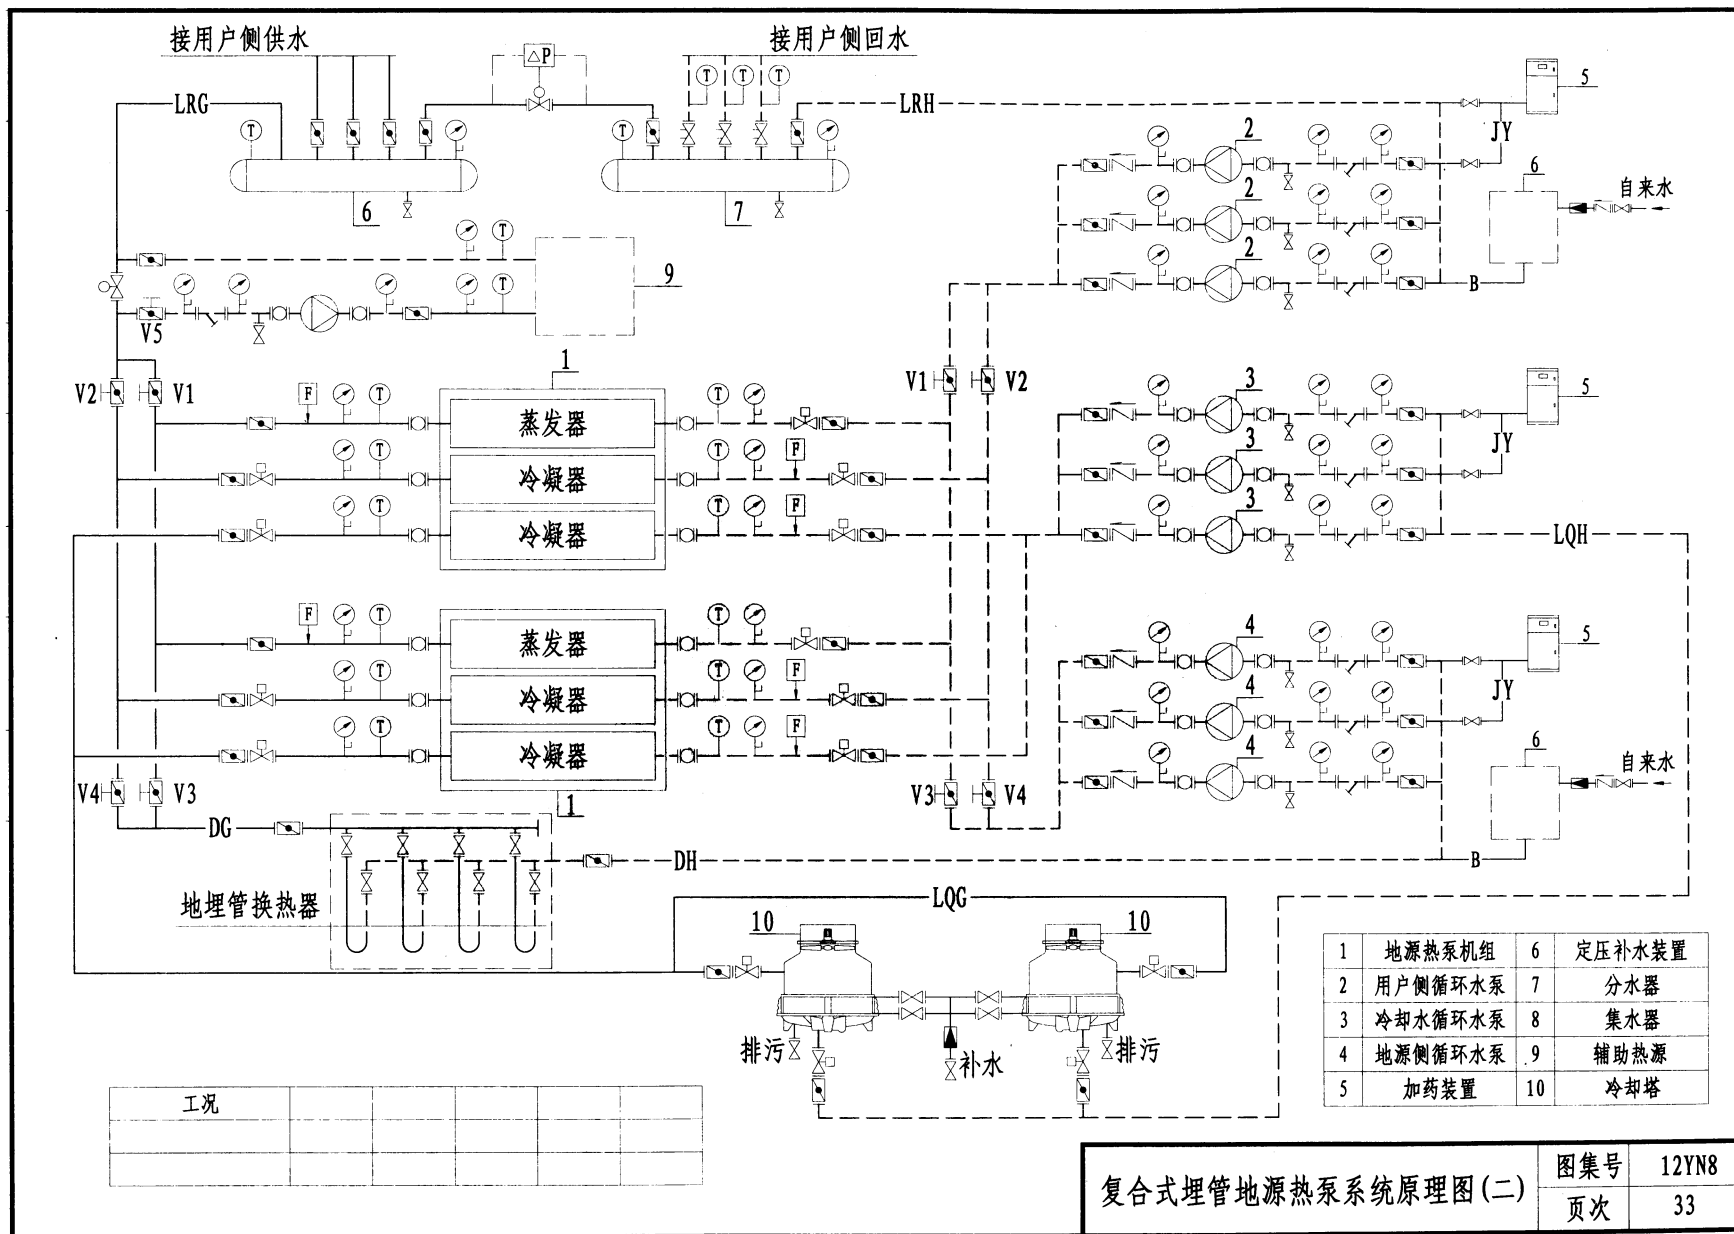 接用户侧供水
△P
接用户侧回水
LRG
T
T
T
T
T
LRH
5
JY
2
6
自来水
6
7
2
2
T
9
T
V5
B
1
V1
V2
3
5
V2
V1
F
T
蒸发器
T
JY
T
冷凝器
T
F
3
T
冷凝器
T
F
3
LQH
F
T
蒸发器
T
4
5
T
冷凝器
T
F
4
JY
T
冷凝器
T
F
4
6
自来水
V4
V3
1
V3
V4
DG
DH
B
地埋管换热器
LQG
10
10
排污
补水
排污
1 地源热泵机组 6 定压补水装置
2 用户侧循环水泵 7 分水器
3 冷却水循环水泵 8 集水器
4 地源侧循环水泵 9 辅助热源
5 加药装置 10 冷却塔
工况
复合式埋管地源热泵系统原理图(二)
图集号 12YN8
页次 33